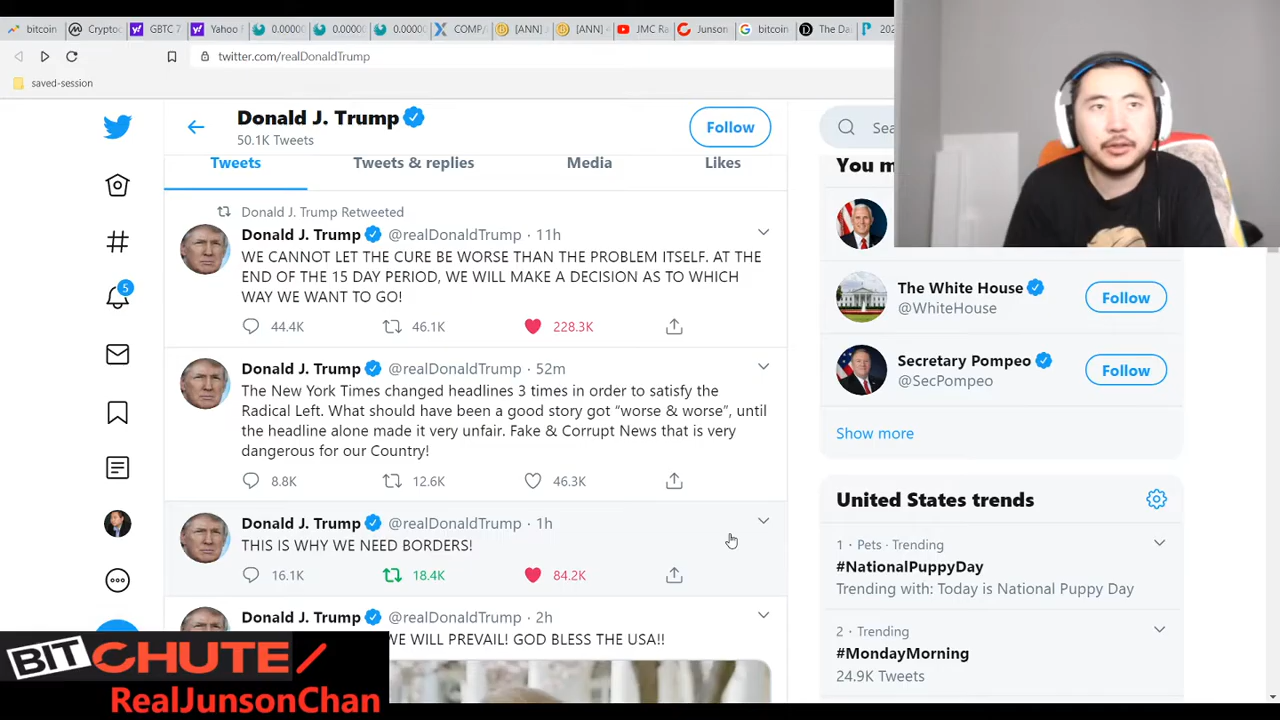 bitcoin
Crypto
GBTC 7
Yahoo
0.0000
0.0000
0.0000
COMP/
[ANN]
[ANN]
JMC Ra
Junson
bitcoin
The Da
202
twitter.com/realDonaldTrump
saved-session
Donald J. Trump
50.1K Tweets
Follow
Sea
Tweets
Tweets & replies
Media
Likes
You m
Donald J. Trump Retweeted
Donald J. Trump @realDonaldTrump · 11h
WE CANNOT LET THE CURE BE WORSE THAN THE PROBLEM ITSELF. AT THE
END OF THE 15 DAY PERIOD, WE WILL MAKE A DECISION AS TO WHICH
WAY WE WANT TO GO!
44.4K 46.1K 228.3K
The White House
@WhiteHouse
Follow
Secretary Pompeo
@SecPompeo
Follow
Show more
Donald J. Trump @realDonaldTrump · 52m
The New York Times changed headlines 3 times in order to satisfy the
Radical Left. What should have been a good story got “worse & worse”, until
the headline alone made it very unfair. Fake & Corrupt News that is very
dangerous for our Country!
8.8K 12.6K 46.3K
5
Donald J. Trump @realDonaldTrump · 1h
THIS IS WHY WE NEED BORDERS!
16.1K 18.4K 84.2K
Donald J. Trump @realDonaldTrump · 2h
WE WILL PREVAIL! GOD BLESS THE USA!!
United States trends
1 · Pets · Trending
#NationalPuppyDay
Trending with: Today is National Puppy Day
2 · Trending
#MondayMorning
24.9K Tweets
BITCHUTE/
RealJunsonChan